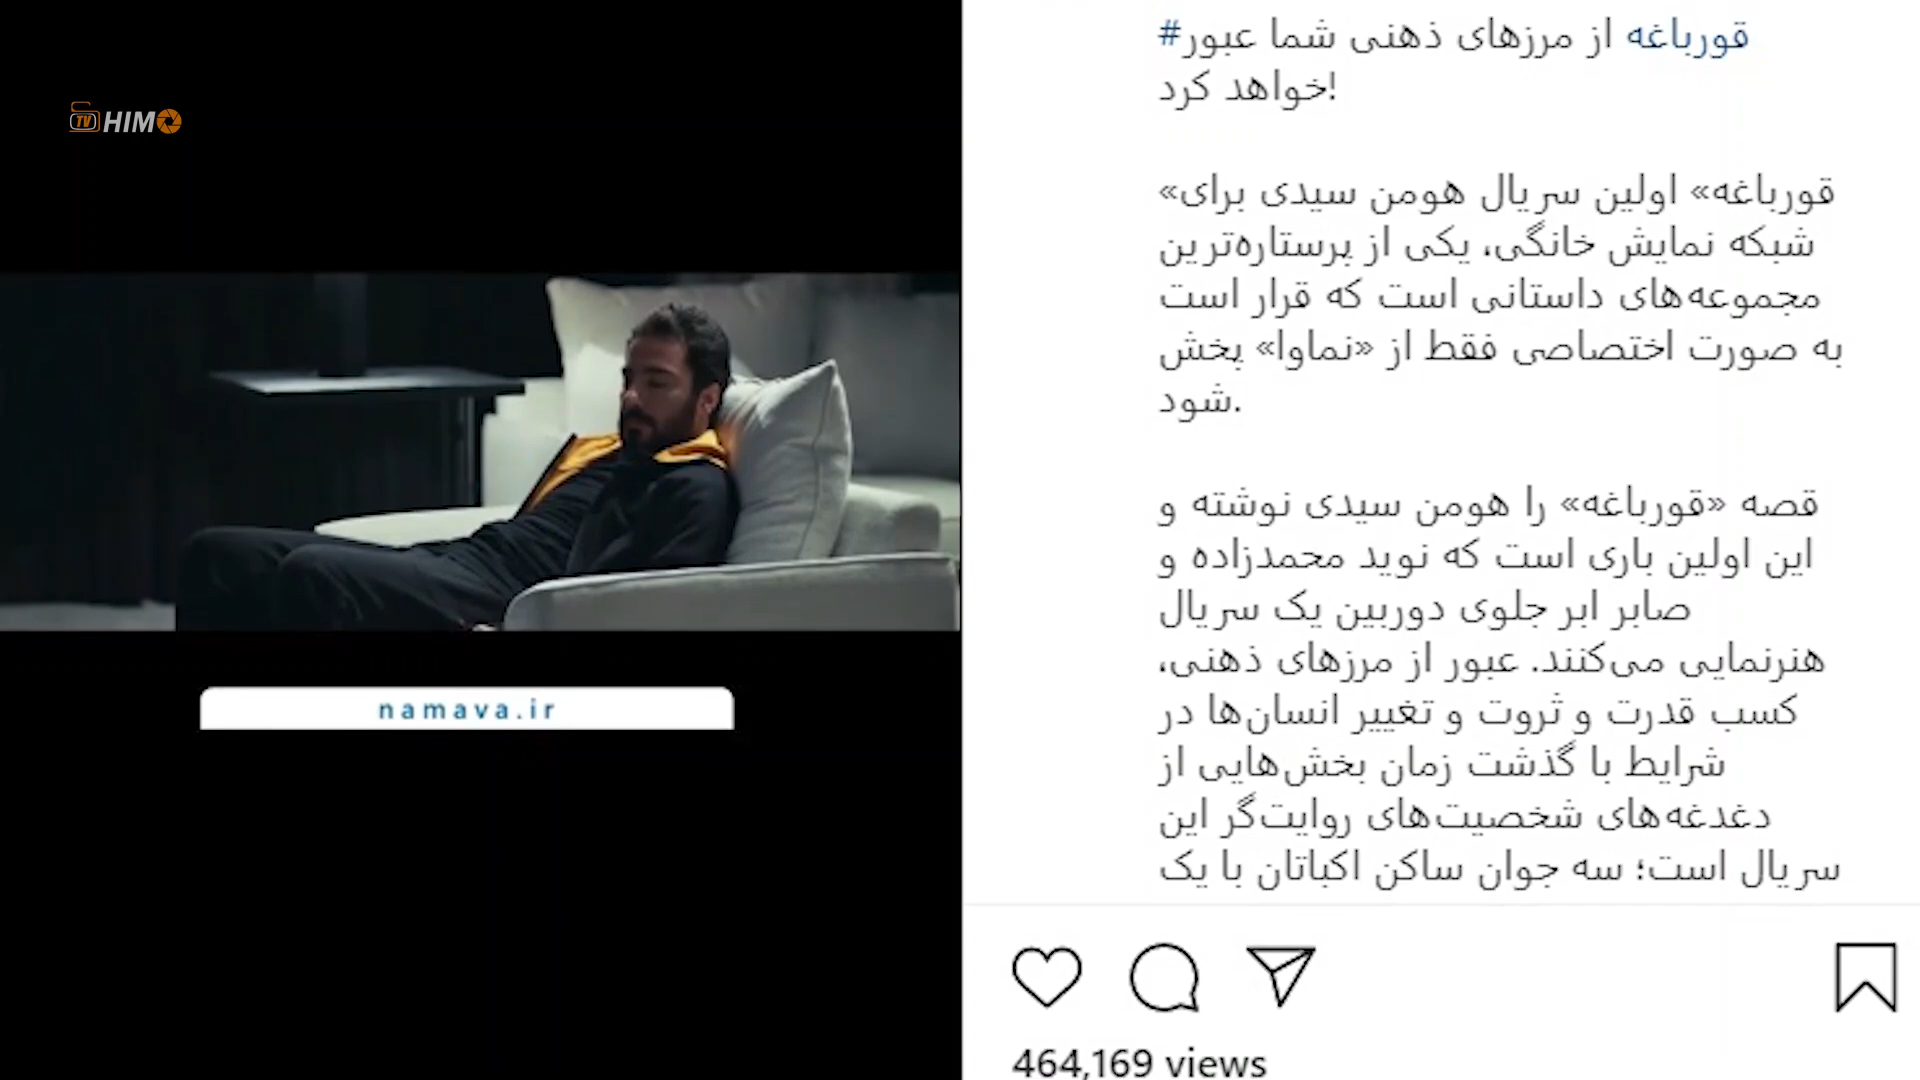 TV HIMO
namava.ir
#قورباغه از مرزهای ذهنی شما عبور
خواهد کرد!
«قورباغه» اولین سریال هومن سیدی برای
شبکه نمایش خانگی، یکی از پرستاره‌ترین
مجموعه‌های داستانی است که قرار است
به صورت اختصاصی فقط از «نماوا» پخش
شود.
قصه «قورباغه» را هومن سیدی نوشته و
این اولین باری است که نوید محمدزاده و
صابر ابر جلوی دوربین یک سریال
هنرنمایی می‌کنند. عبور از مرزهای ذهنی،
کسب قدرت و ثروت و تغییر انسان‌ها در
شرایط با گذشت زمان بخش‌هایی از
دغدغه‌های شخصیت‌های روایت‌گر این
سریال است؛ سه جوان ساکن اکباتان با یک
464,169 views